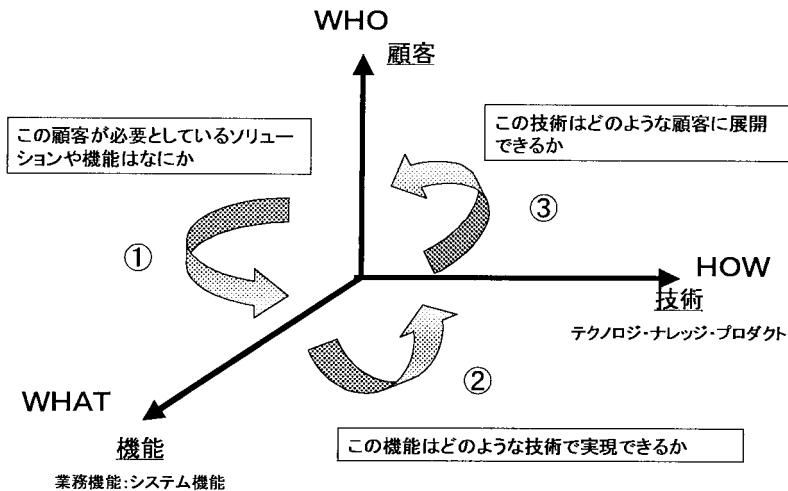 WHO
顧客
この顧客が必要としているソリュー
ションや機能はなにか
この技術はどのような顧客に展開
できるか
①
③
HOW
技術
テクノロジ・ナレッジ・プロダクト
②
WHAT
機能
業務機能:システム機能
この機能はどのような技術で実現できるか